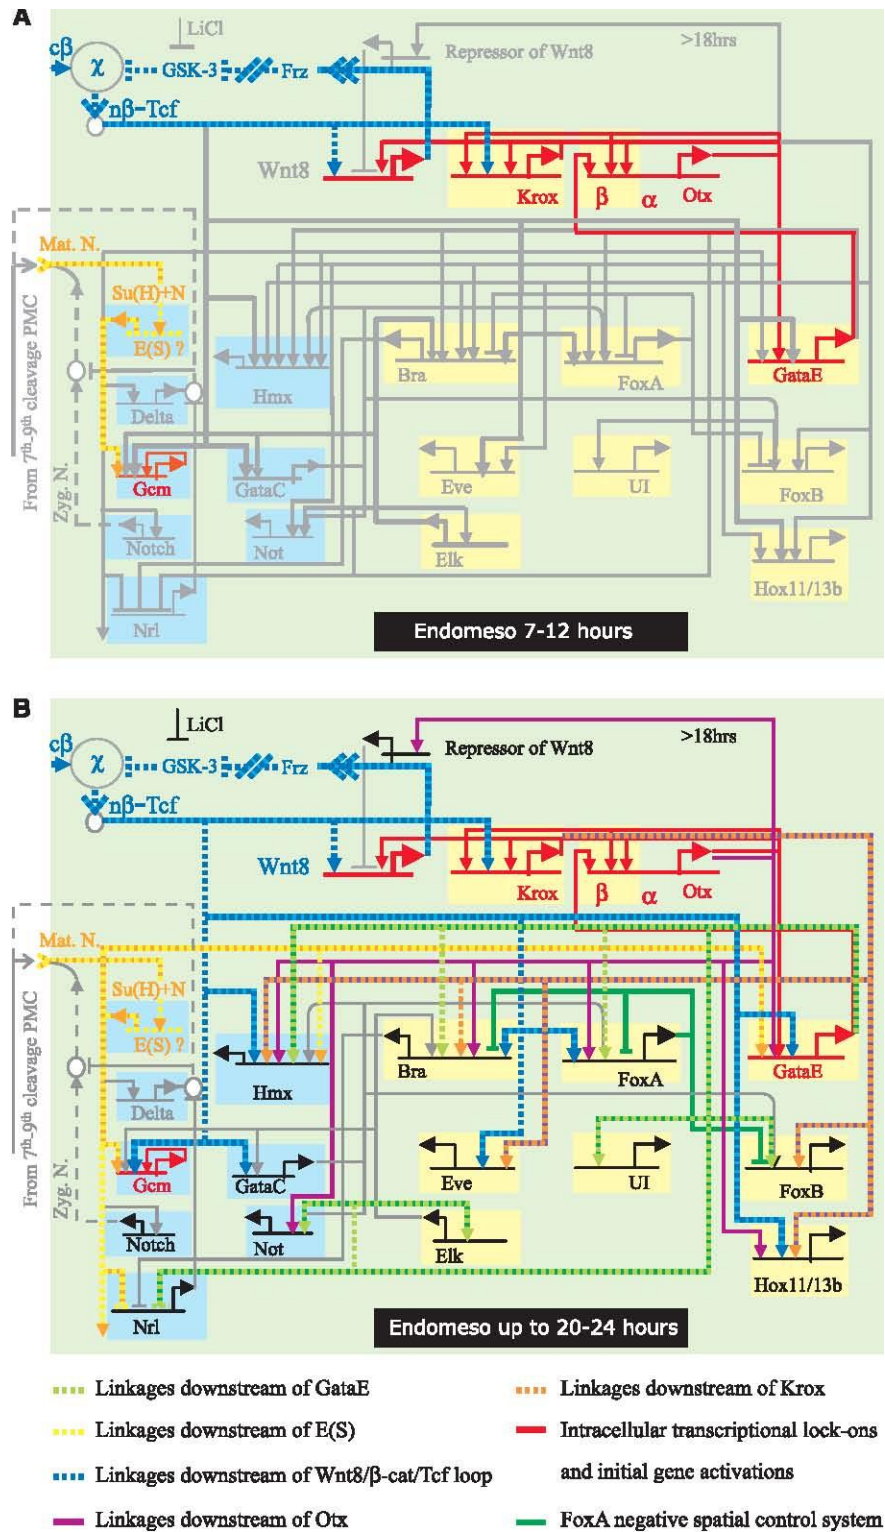 A
LiCl
cβ
χ
GSK-3
Frz
Repressor of Wnt8
>18hrs
nβ-Tcf
Wnt8
Krox
β
α
Otx
Mat. N.
Su(H)+N
E(S) ?
From 7th-9th cleavage PMC
Zyg. N.
Delta
Hmx
Bra
FoxA
GataE
Gcm
GataC
Eve
UI
FoxB
Notch
Not
Elk
Hox11/13b
Nrl
Endomeso 7-12 hours
B
LiCl
cβ
χ
GSK-3
Frz
Repressor of Wnt8
>18hrs
nβ-Tcf
Wnt8
Krox
β
α
Otx
Mat. N.
Su(H)+N
E(S) ?
From 7th-9th cleavage PMC
Zyg. N.
Delta
Hmx
Bra
FoxA
GataE
Gcm
GataC
Eve
UI
FoxB
Notch
Not
Elk
Hox11/13b
Nrl
Endomeso up to 20-24 hours
Linkages downstream of GataE
Linkages downstream of E(S)
Linkages downstream of Wnt8/β-cat/Tcf loop
Linkages downstream of Otx
Linkages downstream of Krox
Intracellular transcriptional lock-ons
and initial gene activations
FoxA negative spatial control system